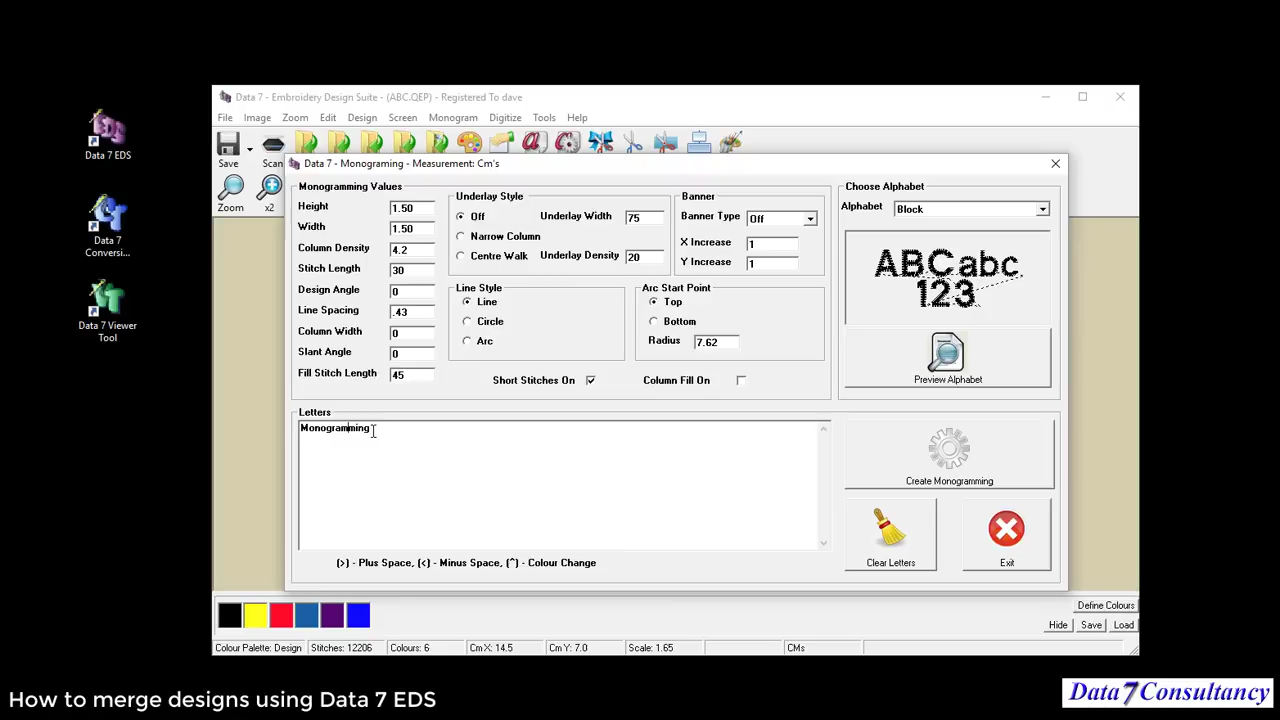 Data 7 - Embroidery Design Suite - (ABC.QEP) - Registered To dave
File Image Zoom Edit Design Screen Monogram Digitize Tools Help
Save Scan
Zoom x2
Data 7 EDS
Data 7
Conversi...
Data 7 Viewer
Tool
Data 7 - Monograming - Measurement: Cm's
Monogramming Values
Height 1.50
Width 1.50
Column Density 4.2
Stitch Length 30
Design Angle 0
Line Spacing .43
Column Width 0
Slant Angle 0
Fill Stitch Length 45
Underlay Style
Off Underlay Width 75
Narrow Column
Centre Walk Underlay Density 20
Banner
Banner Type Off
X Increase 1
Y Increase 1
Line Style
Line
Circle
Arc
Arc Start Point
Top
Bottom
Radius 7.62
Short Stitches On Column Fill On
Choose Alphabet
Alphabet Block
ABCabc
123
Preview Alphabet
Letters
Monogramming
(>) - Plus Space, (<) - Minus Space, (^) - Colour Change
Create Monogramming
Clear Letters Exit
Define Colours
Hide Save Load
Colour Palette: Design Stitches: 12206 Colours: 6 Cm X: 14.5 Cm Y: 7.0 Scale: 1.65 CMs
How to merge designs using Data 7 EDS
Data7Consultancy